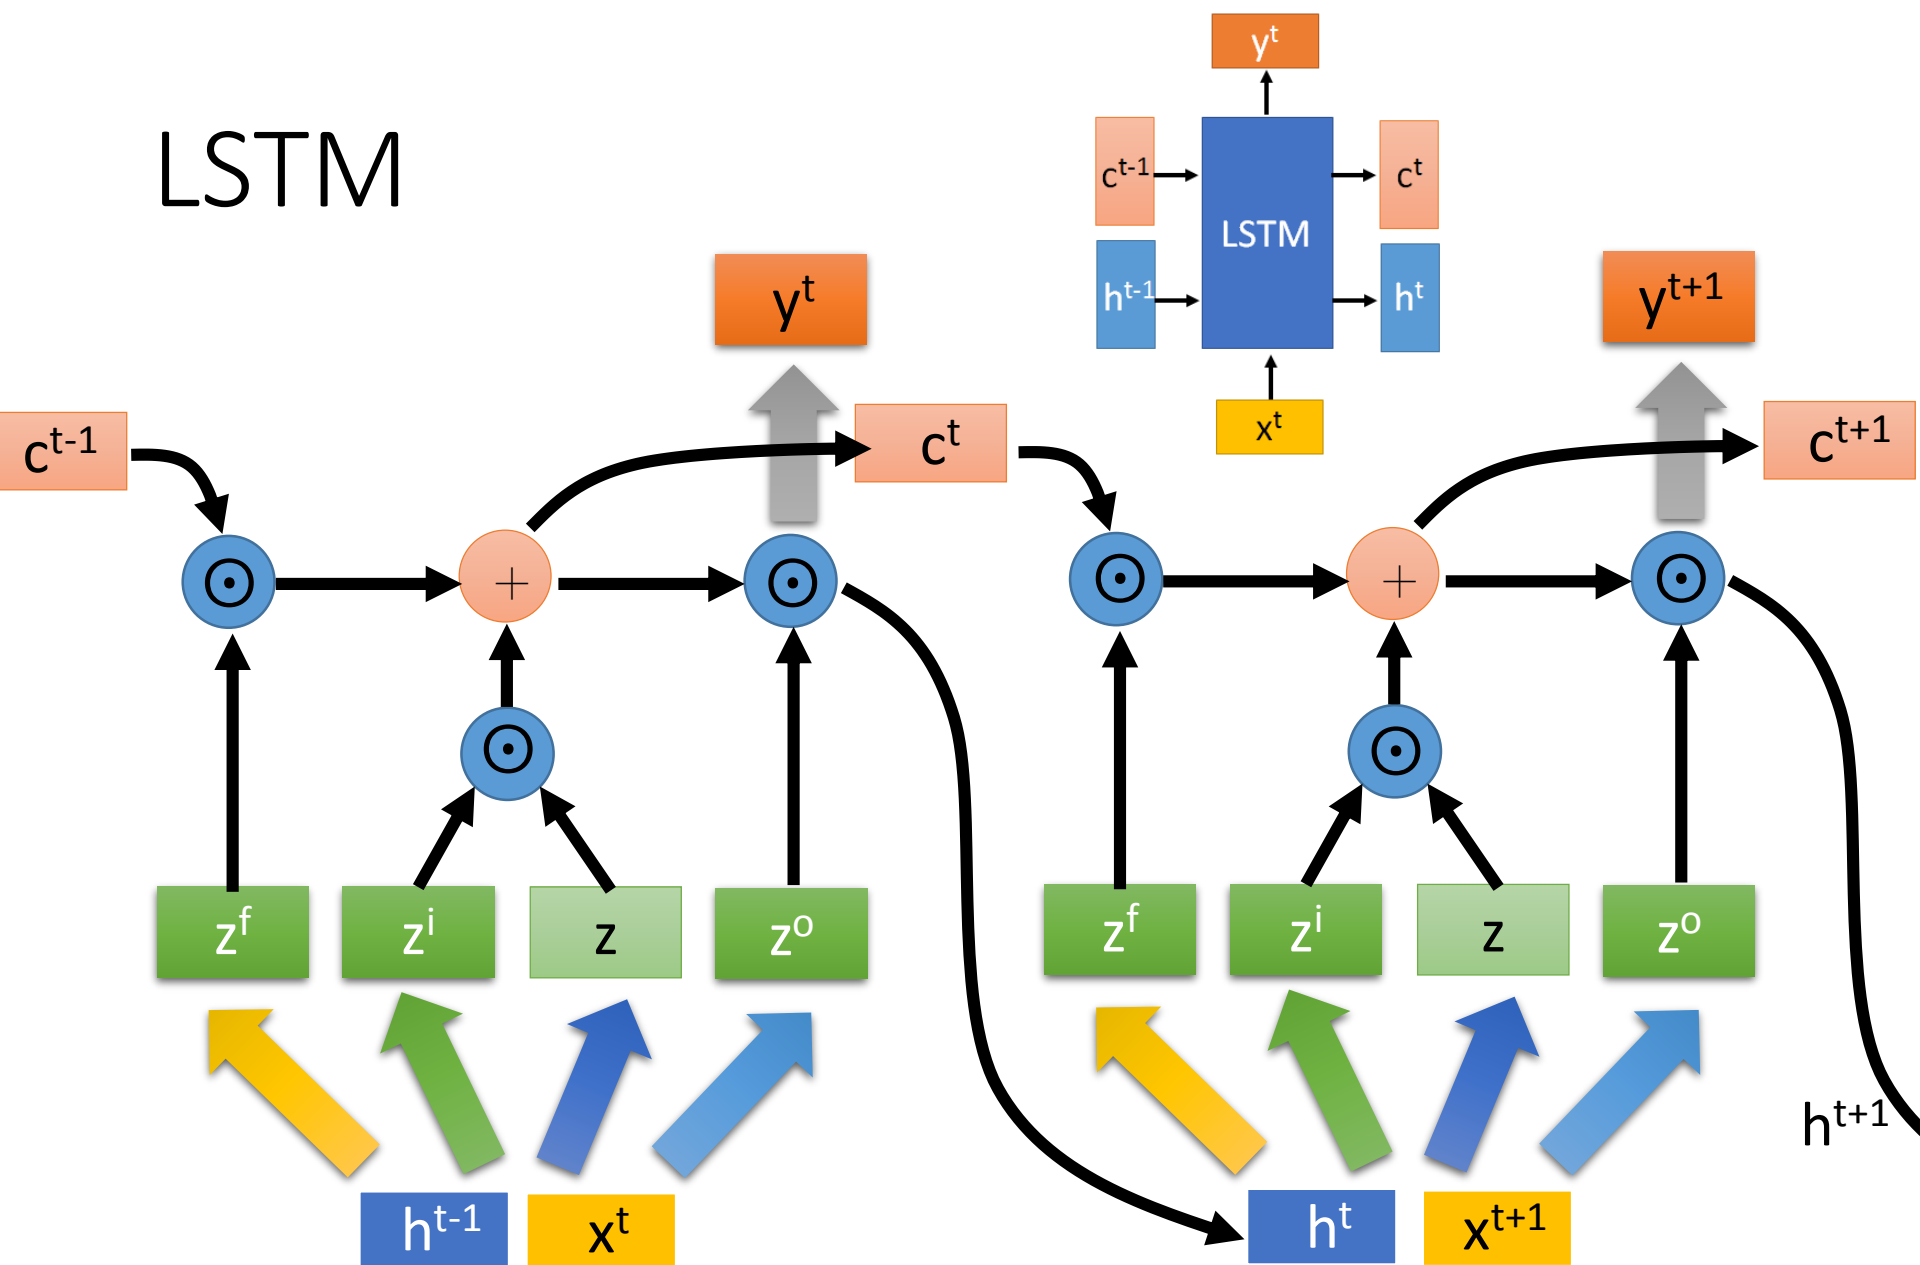 LSTM
y^t
c^t-1
LSTM
c^t
h^t-1
h^t
x^t
y^t
y^t+1
c^t-1
c^t
c^t+1
⊙
+
⊙
⊙
+
⊙
⊙
⊙
z^f
z^i
z
z^o
z^f
z^i
z
z^o
h^t+1
h^t-1
x^t
h^t
x^t+1